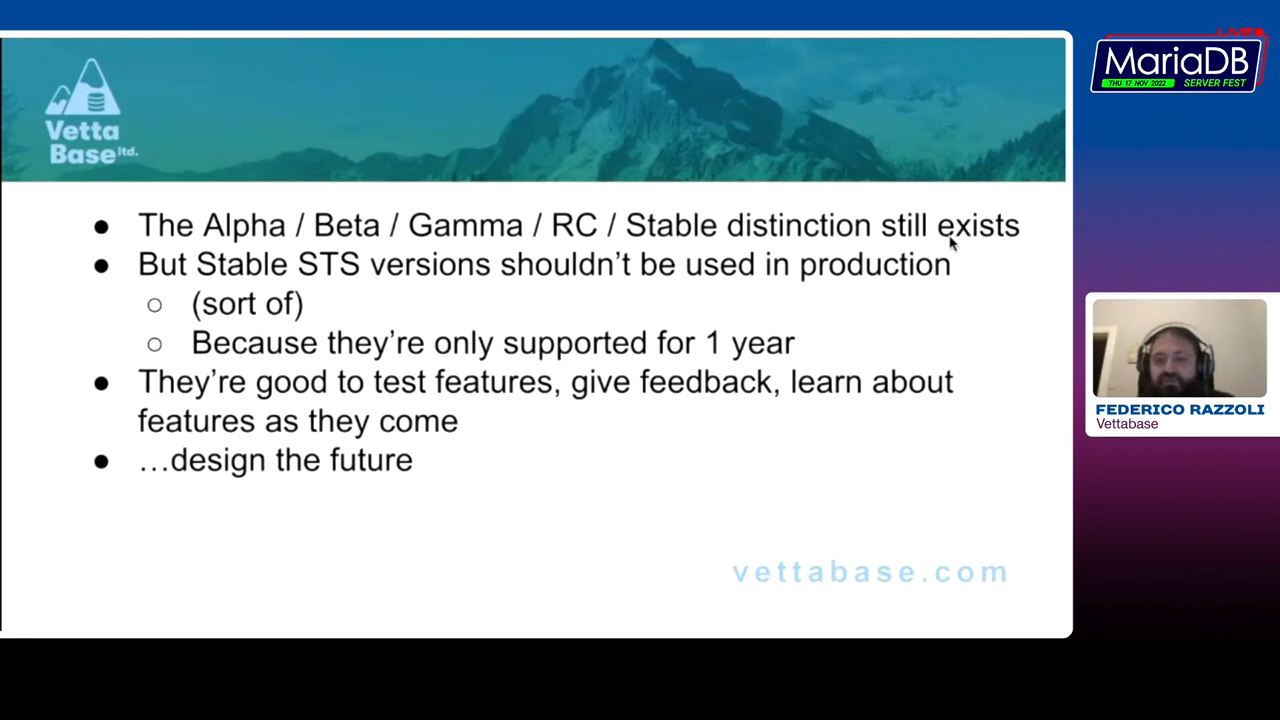 LIVE
MariaDB
THU 17 NOV 2022 SERVER FEST
Vetta
Base ltd.
● The Alpha / Beta / Gamma / RC / Stable distinction still exists
● But Stable STS versions shouldn't be used in production
○ (sort of)
○ Because they're only supported for 1 year
● They're good to test features, give feedback, learn about
features as they come
● …design the future
vettabase.com
FEDERICO RAZZOLI
Vettabase